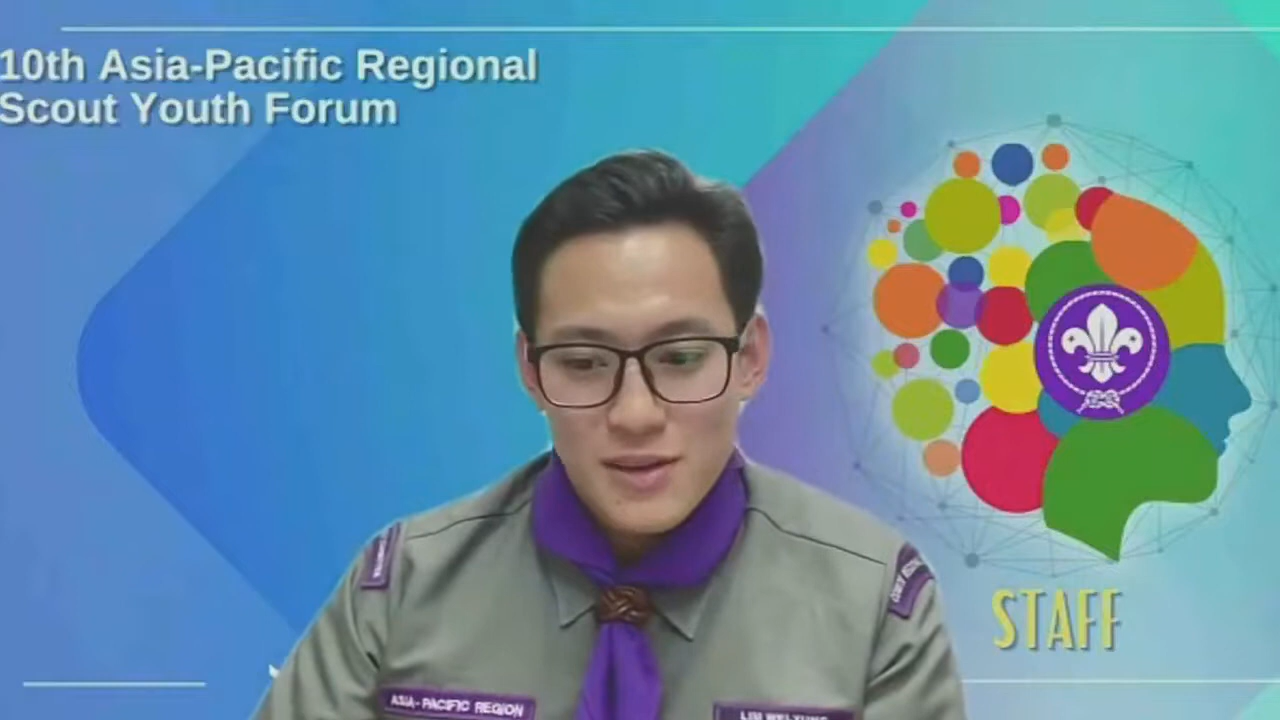 10th Asia-Pacific Regional
Scout Youth Forum
STAFF
ASIA-PACIFIC REGION